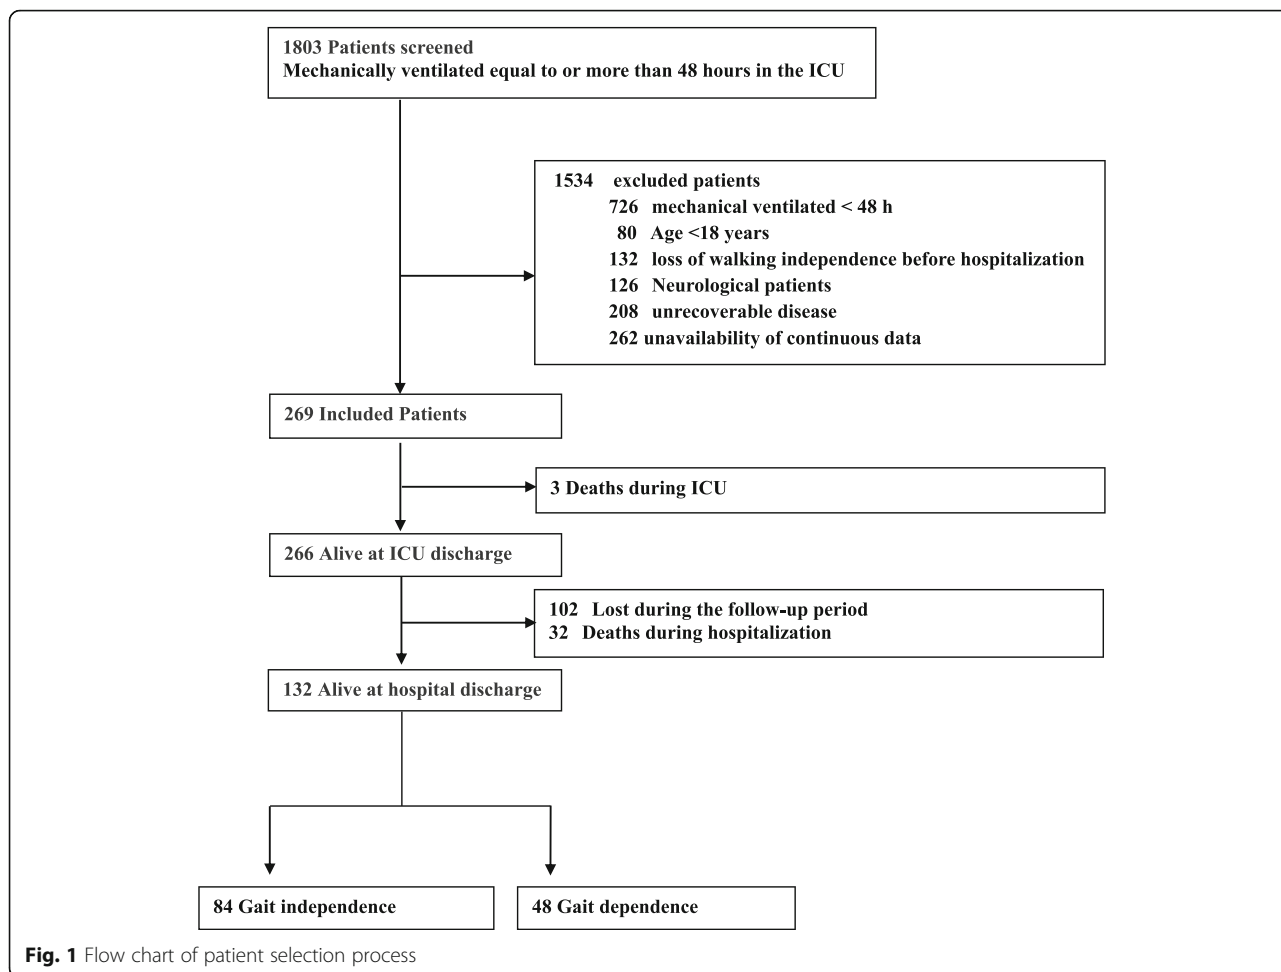 1803 Patients screened
Mechanically ventilated equal to or more than 48 hours in the ICU
1534 excluded patients
726 mechanical ventilated < 48 h
80 Age <18 years
132 loss of walking independence before hospitalization
126 Neurological patients
208 unrecoverable disease
262 unavailability of continuous data
269 Included Patients
3 Deaths during ICU
266 Alive at ICU discharge
102 Lost during the follow-up period
32 Deaths during hospitalization
132 Alive at hospital discharge
84 Gait independence
48 Gait dependence
Fig. 1 Flow chart of patient selection process